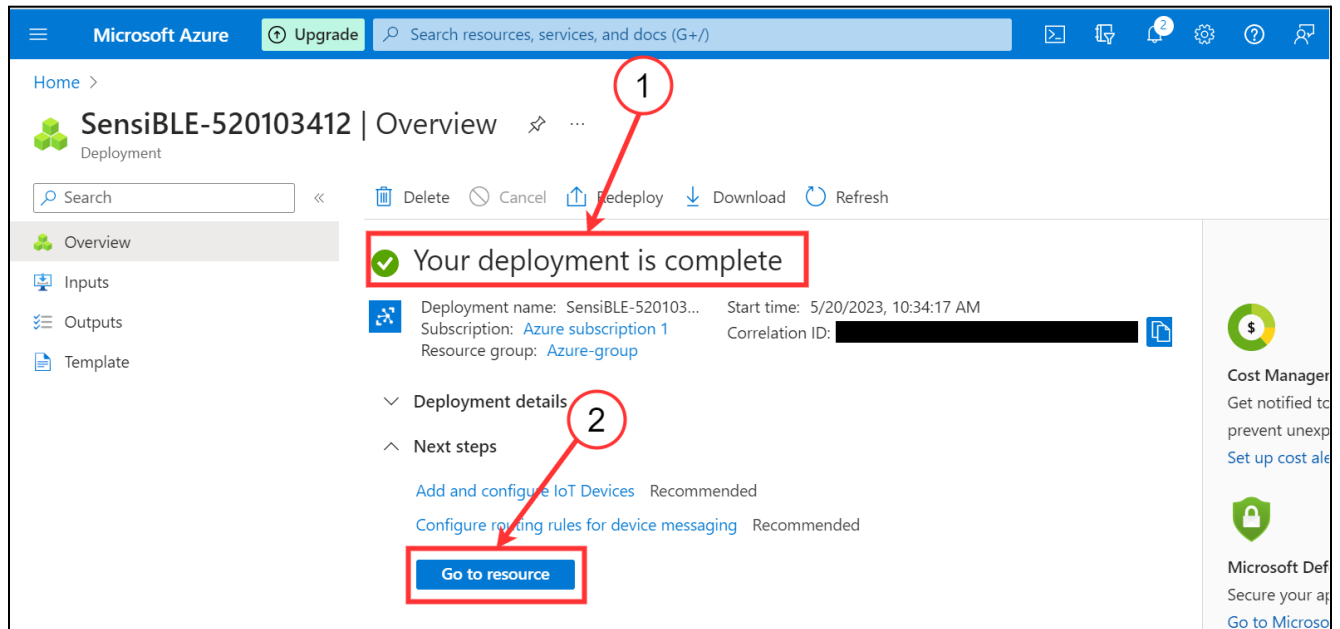 Microsoft Azure
Upgrade
Search resources, services, and docs (G+/)
2
Home >
1
SensiBLE-520103412 | Overview
...
Deployment
Search
«
Delete
Cancel
Redeploy
Download
Refresh
Overview
Inputs
Outputs
Template
Your deployment is complete
Deployment name: SensiBLE-520103...
Start time: 5/20/2023, 10:34:17 AM
Subscription: Azure subscription 1
Correlation ID:
Resource group: Azure-group
Deployment details
2
Next steps
Add and configure IoT Devices Recommended
Configure routing rules for device messaging Recommended
Go to resource
$
Cost Manager
Get notified to
prevent unexp
Set up cost ale
Microsoft Def
Secure your ap
Go to Microso